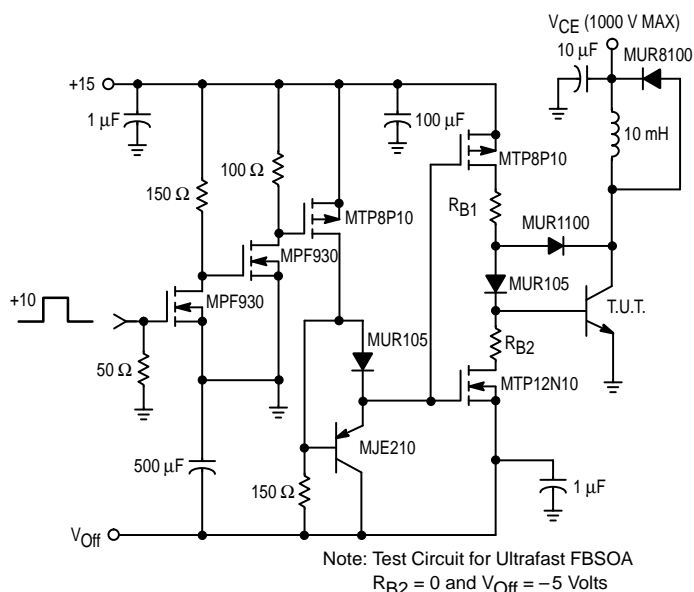 V_CE (1000 V MAX)
10 µF
MUR8100
+15
1 µF
100 µF
10 mH
100 Ω
MTP8P10
150 Ω
R_B1
MTP8P10
MUR1100
MPF930
MUR105
+10
MPF930
T.U.T.
MUR105
R_B2
50 Ω
MTP12N10
MJE210
500 µF
150 Ω
1 µF
V_Off
Note: Test Circuit for Ultrafast FBSOA
R_B2 = 0 and V_Off = –5 Volts